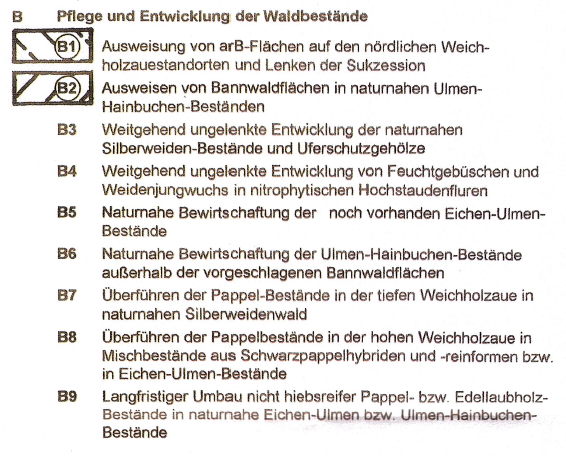 B Pflege und Entwicklung der Waldbestände
B1 Ausweisung von arB-Flächen auf den nördlichen Weich-
holzauestandorten und Lenken der Sukzession
B2 Ausweisen von Bannwaldflächen in naturnahen Ulmen-
Hainbuchen-Beständen
B3 Weitgehend ungelenkte Entwicklung der naturnahen
Silberweiden-Bestände und Uferschutzgehölze
B4 Weitgehend ungelenkte Entwicklung von Feuchtgebüschen und
Weidenjungwuchs in nitrophytischen Hochstaudenfluren
B5 Naturnahe Bewirtschaftung der noch vorhanden Eichen-Ulmen-
Bestände
B6 Naturnahe Bewirtschaftung der Ulmen-Hainbuchen-Bestände
außerhalb der vorgeschlagenen Bannwaldflächen
B7 Überführen der Pappel-Bestände in der tiefen Weichholzaue in
naturnahen Silberweidenwald
B8 Überführen der Pappelbestände in der hohen Weichholzaue in
Mischbestände aus Schwarzpappelhybriden und -reinformen bzw.
in Eichen-Ulmen-Bestände
B9 Langfristiger Umbau nicht hiebsreifer Pappel- bzw. Edellaubholz-
Bestände in naturnahe Eichen-Ulmen bzw. Ulmen-Hainbuchen-
Bestände